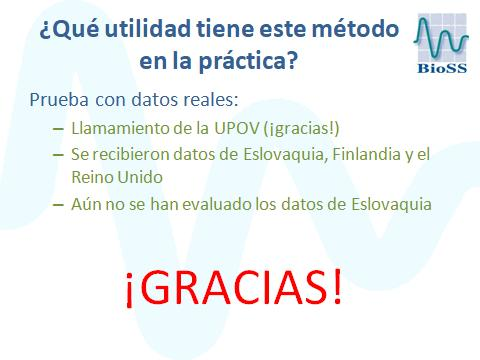 ¿Qué utilidad tiene este método
en la práctica?
BioSS
Prueba con datos reales:
– Llamamiento de la UPOV (¡gracias!)
– Se recibieron datos de Eslovaquia, Finlandia y el
Reino Unido
– Aún no se han evaluado los datos de Eslovaquia
¡GRACIAS!